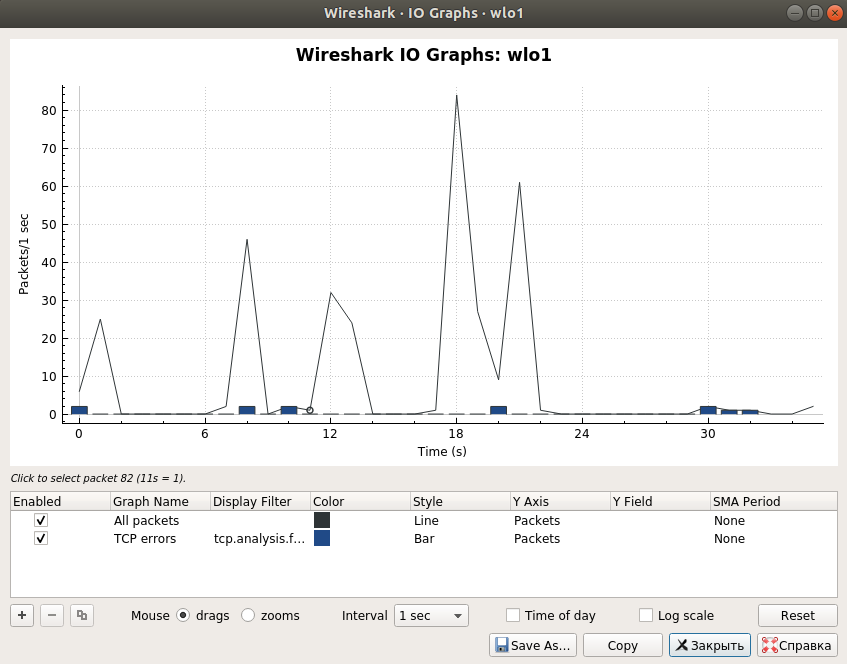 Wireshark · IO Graphs · wlo1
Wireshark IO Graphs: wlo1
Packets/1 sec
80
70
60
50
40
30
20
10
0
0 6 12 18 24 30
Time (s)
Click to select packet 82 (11s = 1).
Enabled Graph Name Display Filter Color Style Y Axis Y Field SMA Period
All packets Line Packets None
TCP errors tcp.analysis.f... Bar Packets None
Mouse drags zooms Interval 1 sec Time of day Log scale Reset
Save As... Copy Закрыть Справка